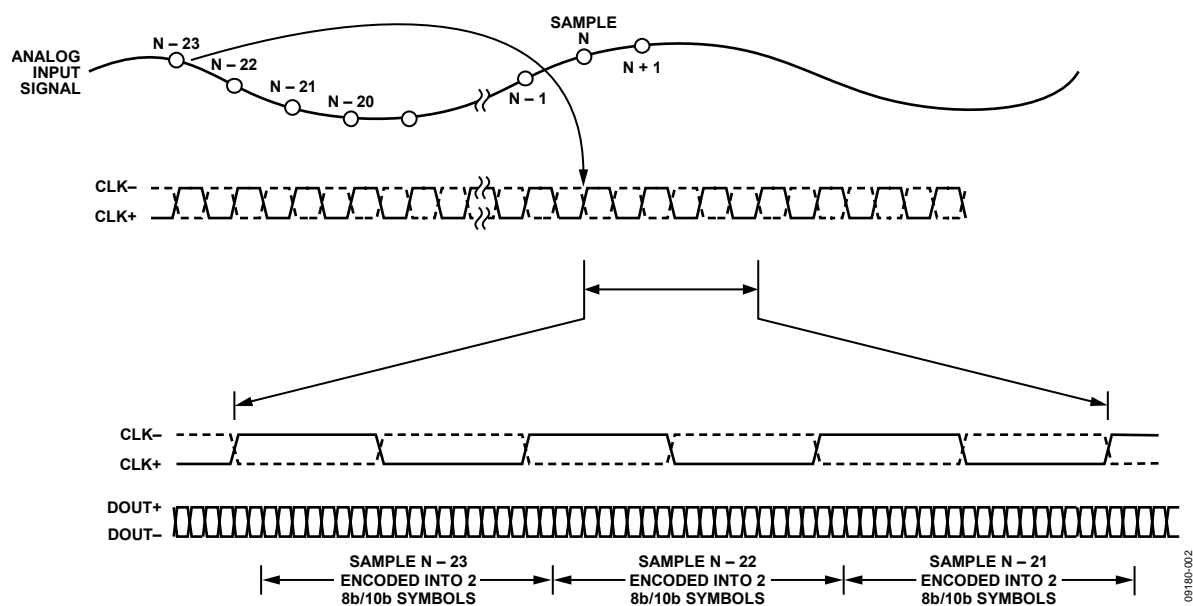 SAMPLE
N
N – 23
N + 1
ANALOG
INPUT
SIGNAL
N – 22
N – 21
N – 20
N – 1
CLK–
CLK+
CLK–
CLK+
DOUT+
DOUT–
SAMPLE N – 23
ENCODED INTO 2
8b/10b SYMBOLS
SAMPLE N – 22
ENCODED INTO 2
8b/10b SYMBOLS
SAMPLE N – 21
ENCODED INTO 2
8b/10b SYMBOLS
09180-002